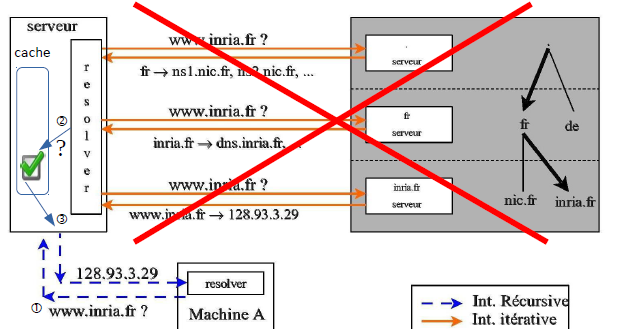 serveur
cache
resolver
②
?
③
www.inria.fr ?
fr → ns1.nic.fr, ns2.nic.fr, ...
www.inria.fr ?
inria.fr → dns.inria.fr, ...
www.inria.fr ?
www.inria.fr → 128.93.3.29
.
serveur
fr
serveur
inria.fr
serveur
.
fr
de
nic.fr
inria.fr
128.93.3.29
① www.inria.fr ?
resolver
Machine A
Int. Récursive
Int. itérative